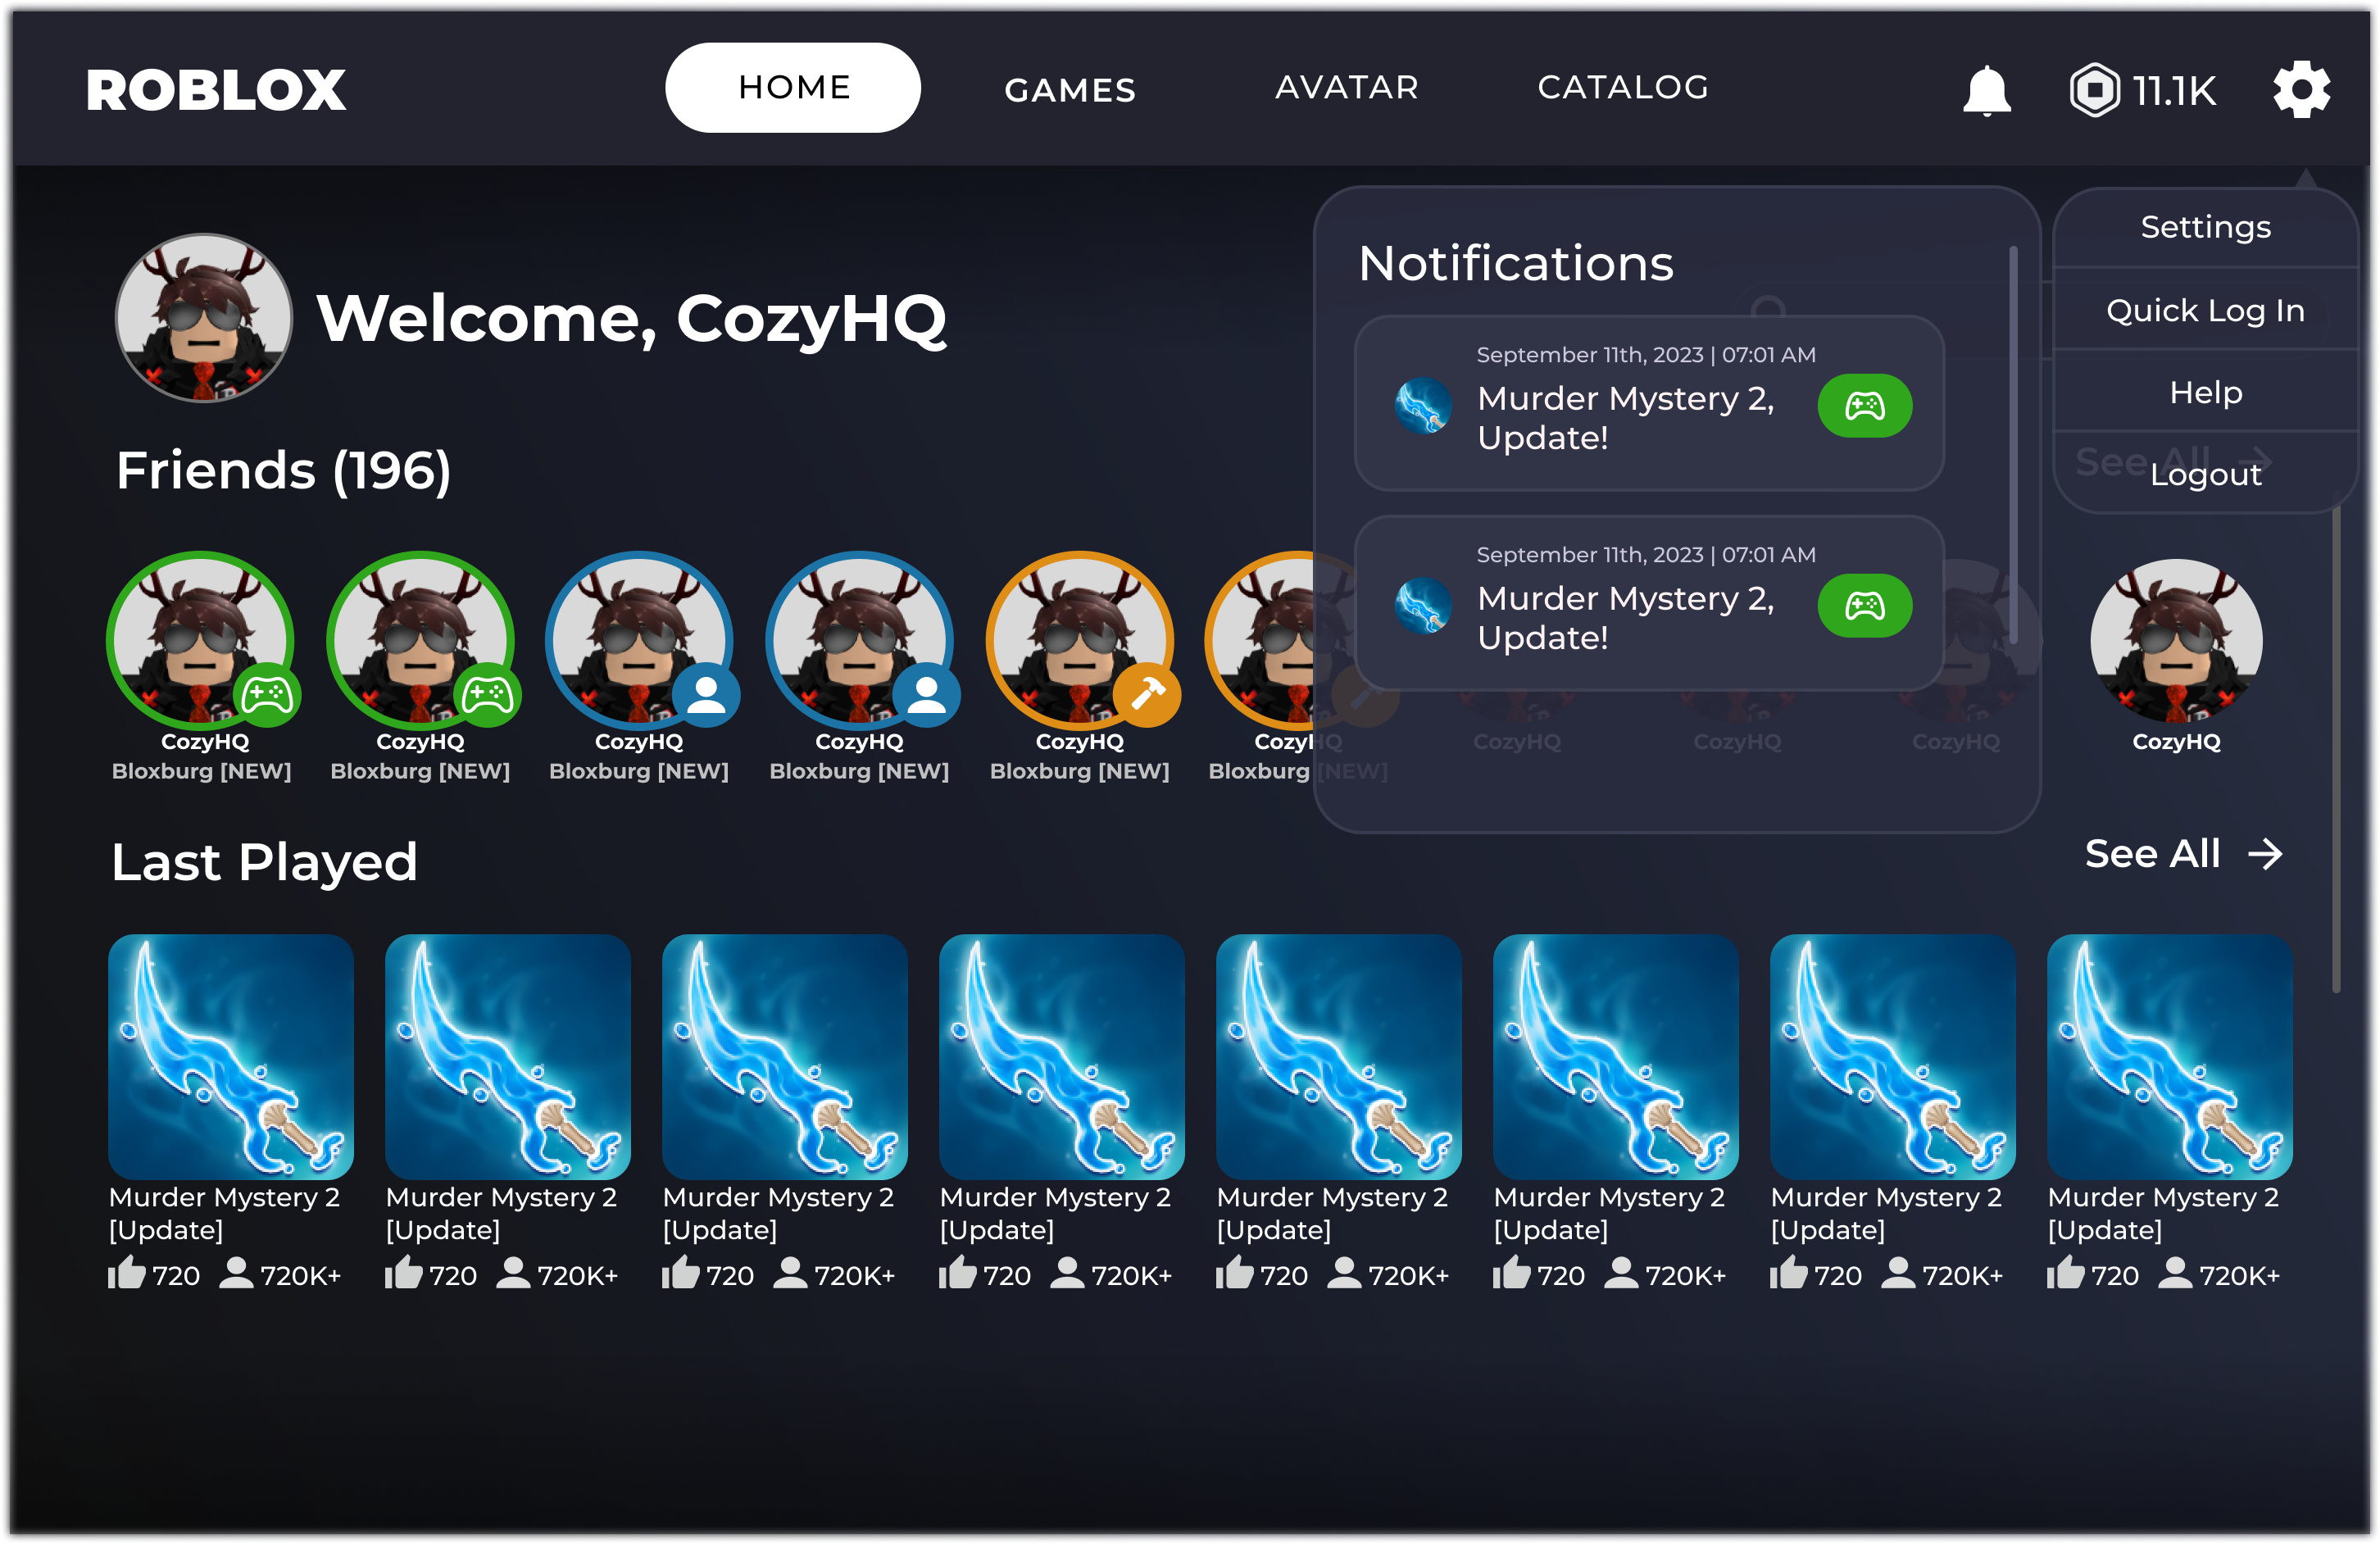 ROBLOX
HOME
GAMES
AVATAR
CATALOG
11.1K
Settings
Quick Log In
Help
See All
Logout
Notifications
September 11th, 2023 | 07:01 AM
Murder Mystery 2,
Update!
September 11th, 2023 | 07:01 AM
Murder Mystery 2,
Update!
Welcome, CozyHQ
Friends (196)
CozyHQ
Bloxburg [NEW]
CozyHQ
Bloxburg [NEW]
CozyHQ
Bloxburg [NEW]
CozyHQ
Bloxburg [NEW]
CozyHQ
Bloxburg [NEW]
CozyHQ
Bloxburg [NEW]
CozyHQ
CozyHQ
CozyHQ
CozyHQ
Last Played
See All
Murder Mystery 2
[Update]
720 720K+
Murder Mystery 2
[Update]
720 720K+
Murder Mystery 2
[Update]
720 720K+
Murder Mystery 2
[Update]
720 720K+
Murder Mystery 2
[Update]
720 720K+
Murder Mystery 2
[Update]
720 720K+
Murder Mystery 2
[Update]
720 720K+
Murder Mystery 2
[Update]
720 720K+